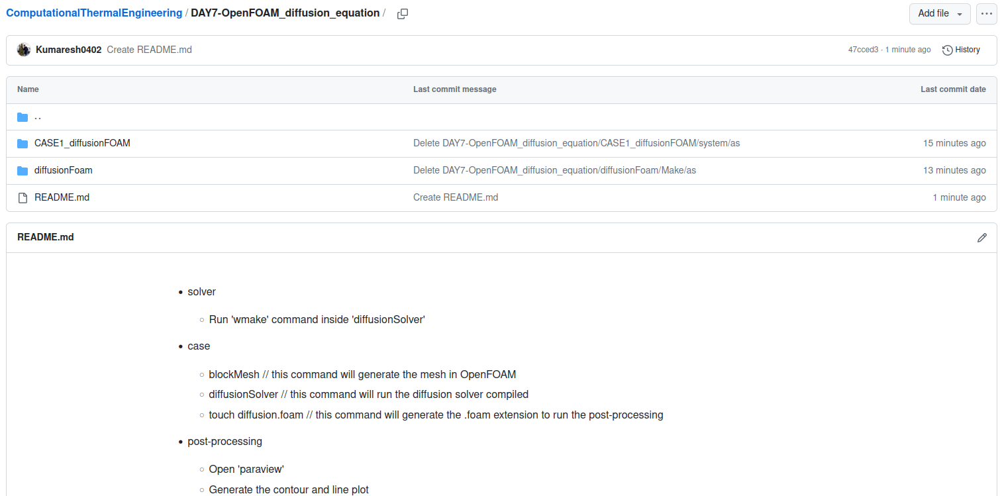 ComputationalThermalEngineering / DAY7-OpenFOAM_diffusion_equation /
Add file
Kumaresh0402 Create README.md
47cced3 · 1 minute ago
History
Name Last commit message Last commit date
..
CASE1_diffusionFOAM Delete DAY7-OpenFOAM_diffusion_equation/CASE1_diffusionFOAM/system/as 15 minutes ago
diffusionFoam Delete DAY7-OpenFOAM_diffusion_equation/diffusionFoam/Make/as 13 minutes ago
README.md Create README.md 1 minute ago
README.md
solver
Run 'wmake' command inside 'diffusionSolver'
case
blockMesh // this command will generate the mesh in OpenFOAM
diffusionSolver // this command will run the diffusion solver compiled
touch diffusion.foam // this command will generate the .foam extension to run the post-processing
post-processing
Open 'paraview'
Generate the contour and line plot